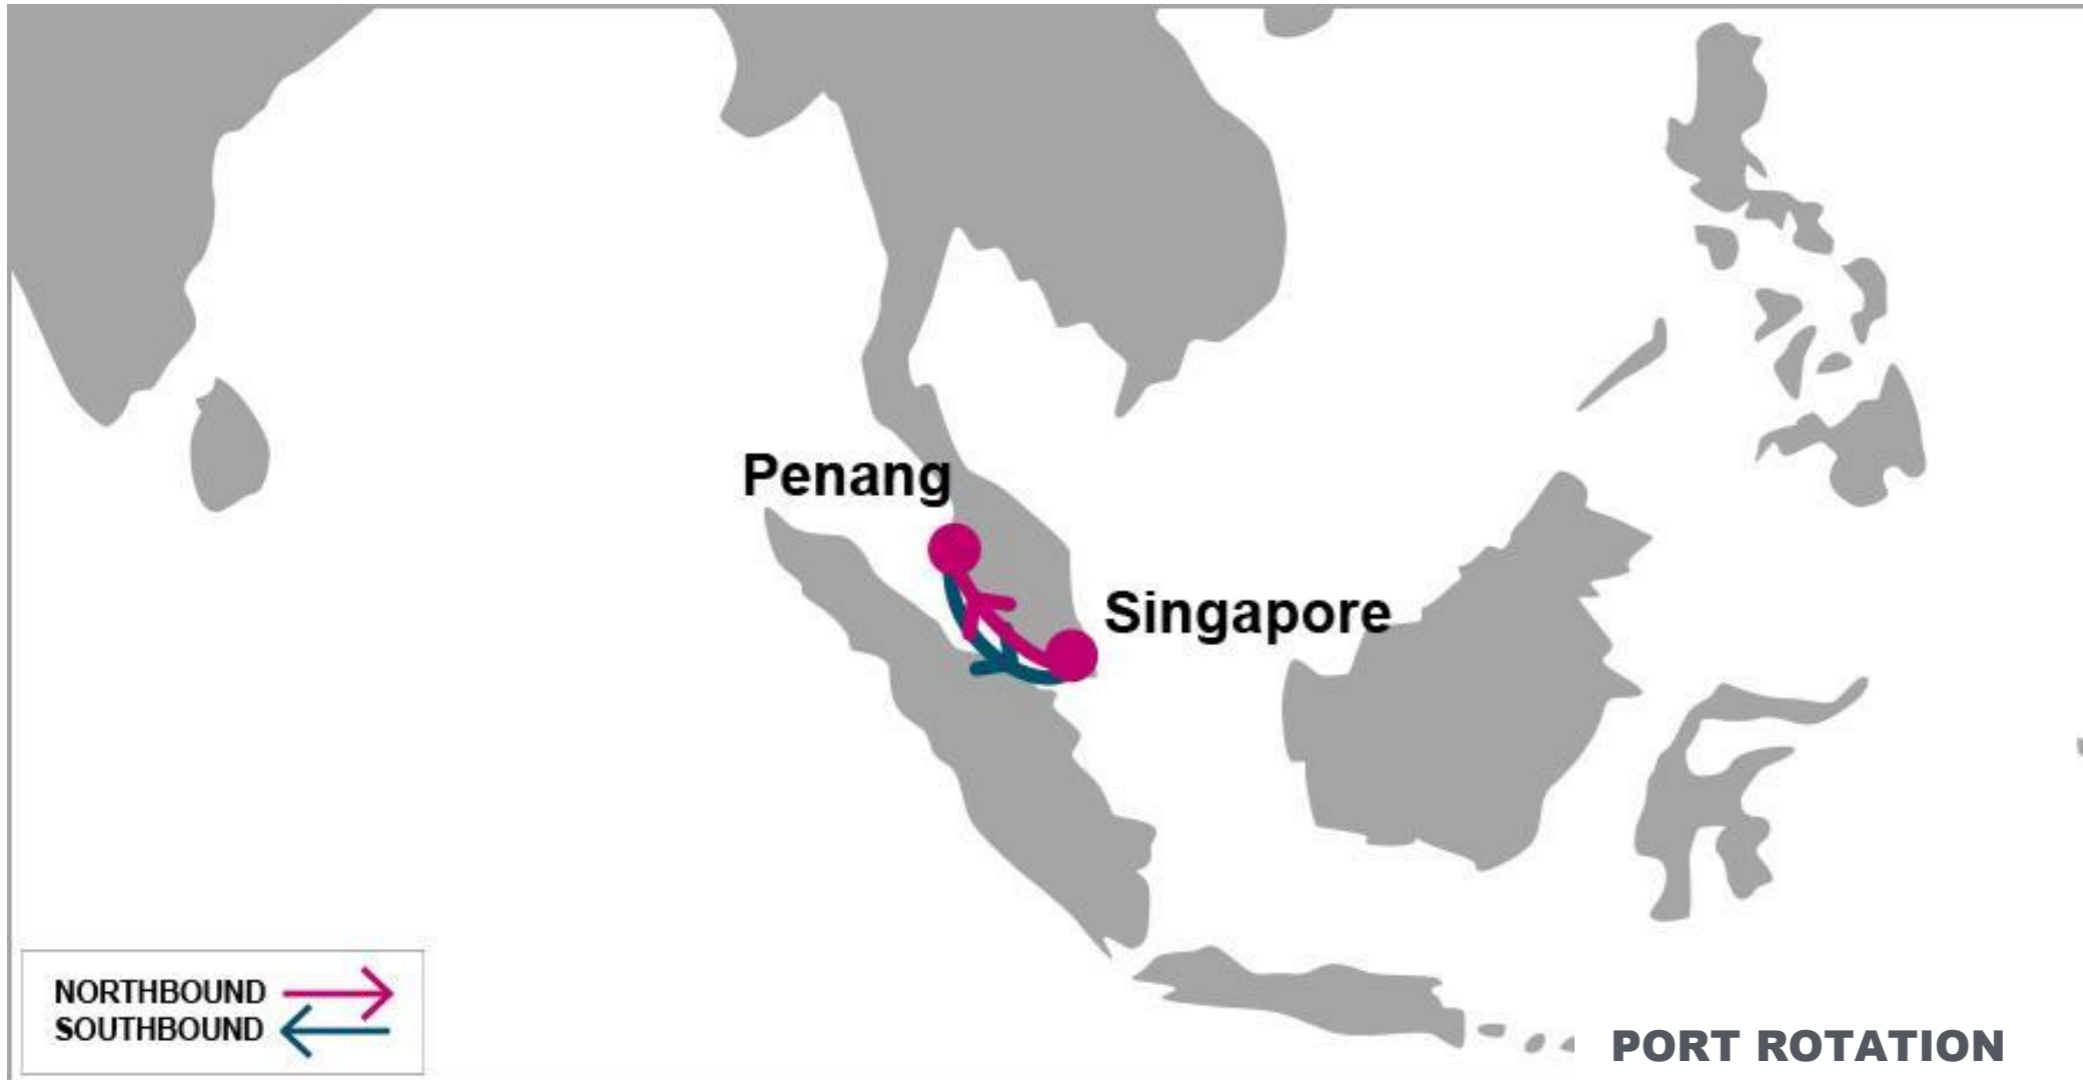 Penang
Singapore
NORTHBOUND
SOUTHBOUND
PORT ROTATION